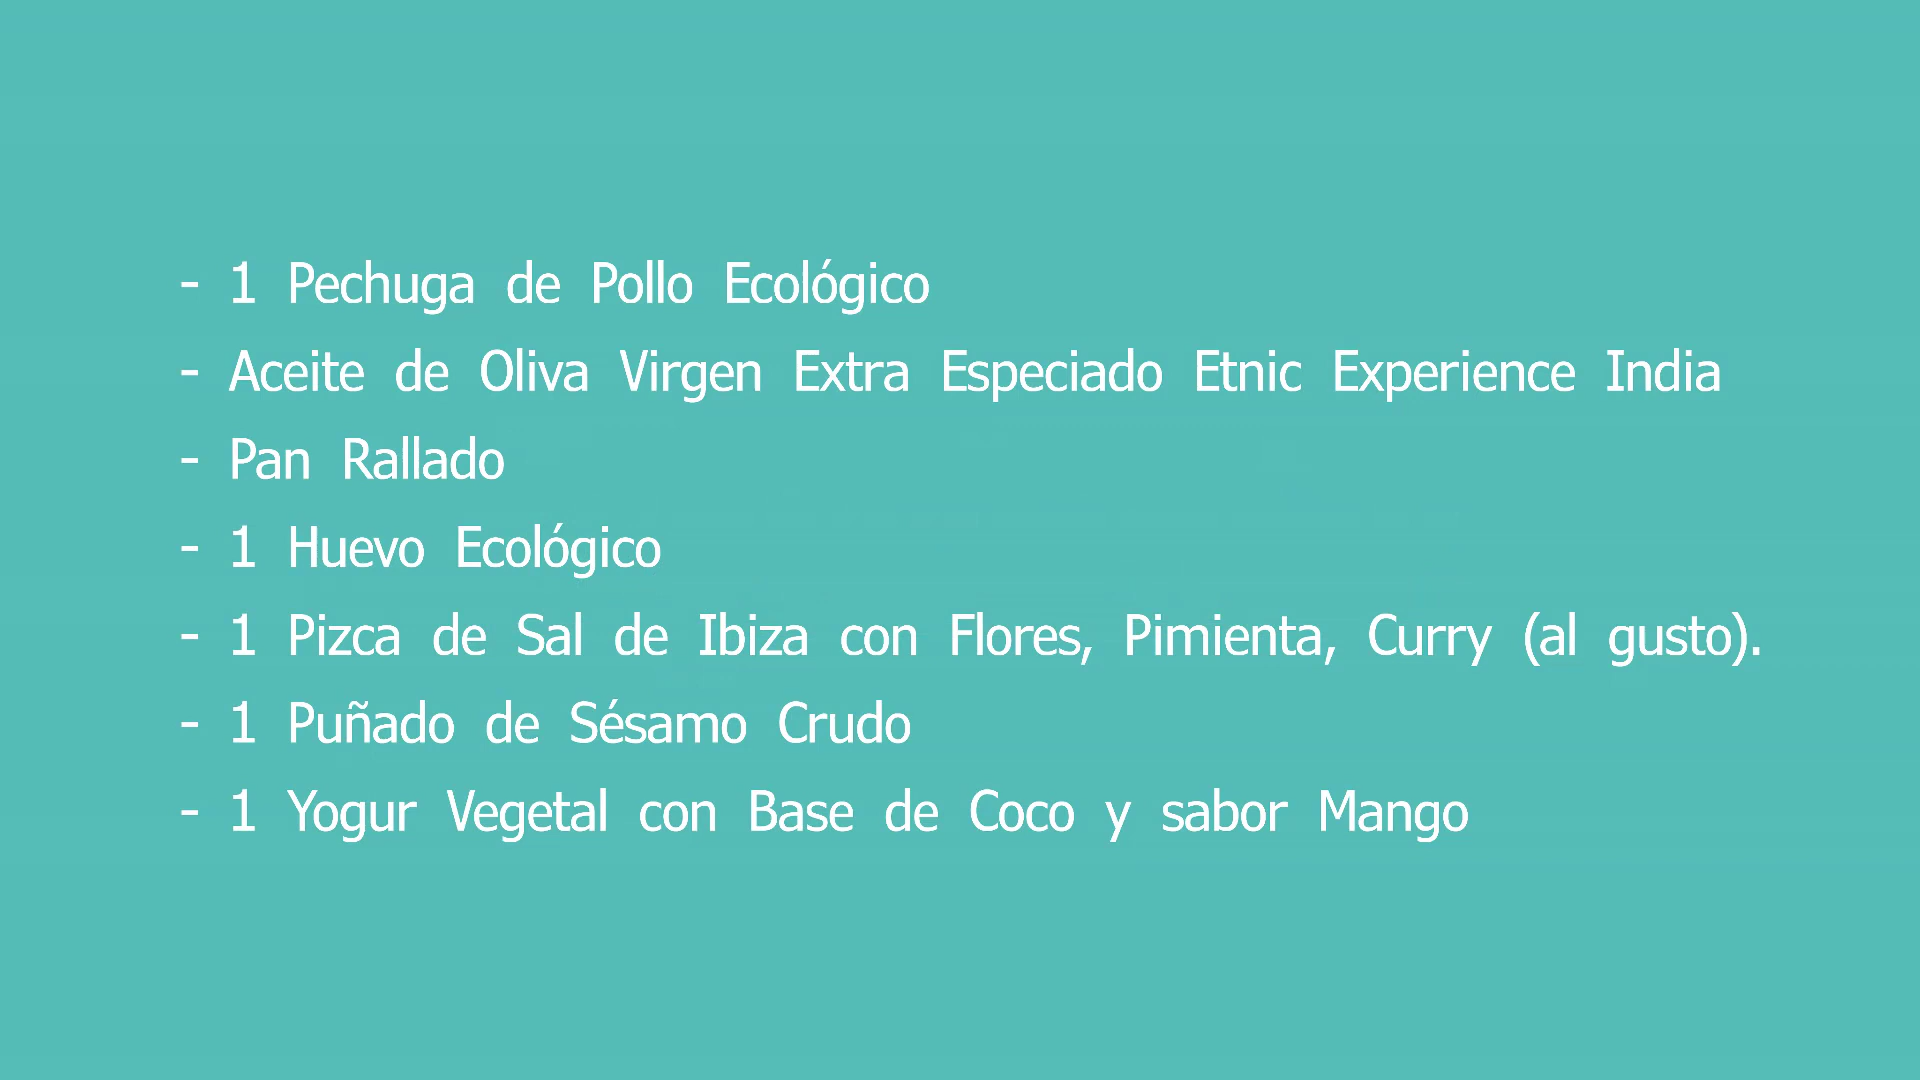 - 1 Pechuga de Pollo Ecológico
- Aceite de Oliva Virgen Extra Especiado Etnic Experience India
- Pan Rallado
- 1 Huevo Ecológico
- 1 Pizca de Sal de Ibiza con Flores, Pimienta, Curry (al gusto).
- 1 Puñado de Sésamo Crudo
- 1 Yogur Vegetal con Base de Coco y sabor Mango